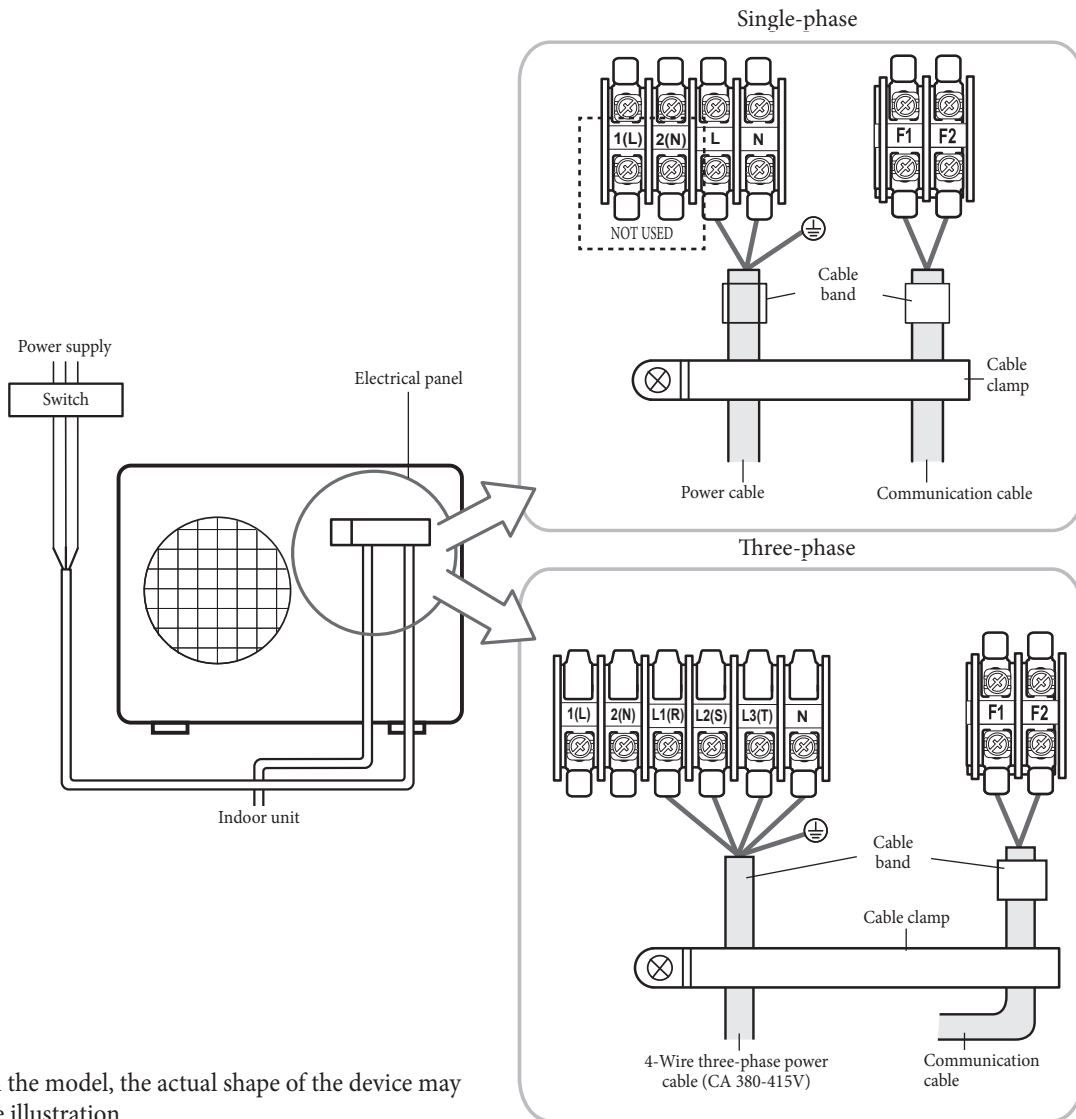 Single-phase
1(L) 2(N) L N
F1 F2
NOT USED
Cable
band
Cable
clamp
Power cable
Communication cable
Power supply
Switch
Electrical panel
Indoor unit
Three-phase
1(L) 2(N) L1(R) L2(S) L3(T) N
F1 F2
Cable
band
Cable clamp
4-Wire three-phase power
cable (CA 380-415V)
Communication
cable
the model, the actual shape of the device may
illustration